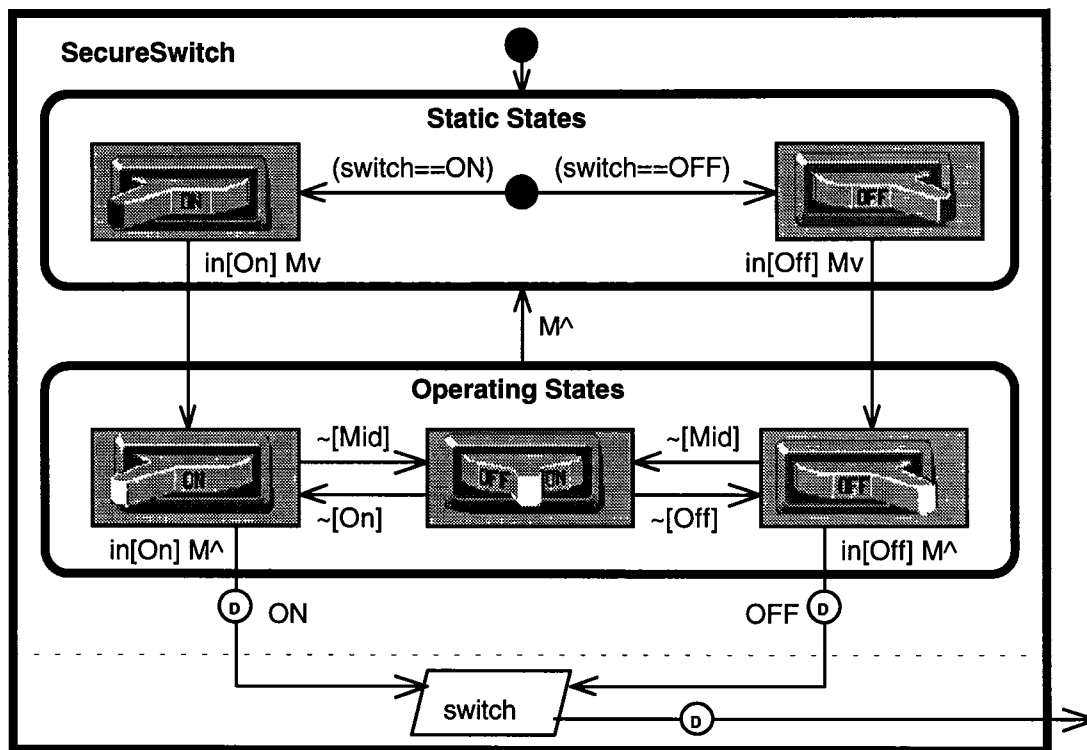 SecureSwitch
Static States
(switch==ON) (switch==OFF)
ON
OFF
in[On] Mv
in[Off] Mv
M^
Operating States
~[Mid]
~[Mid]
ON
OFF ON
OFF
~[On]
~[Off]
in[On] M^
in[Off] M^
D ON
OFF D
switch
D